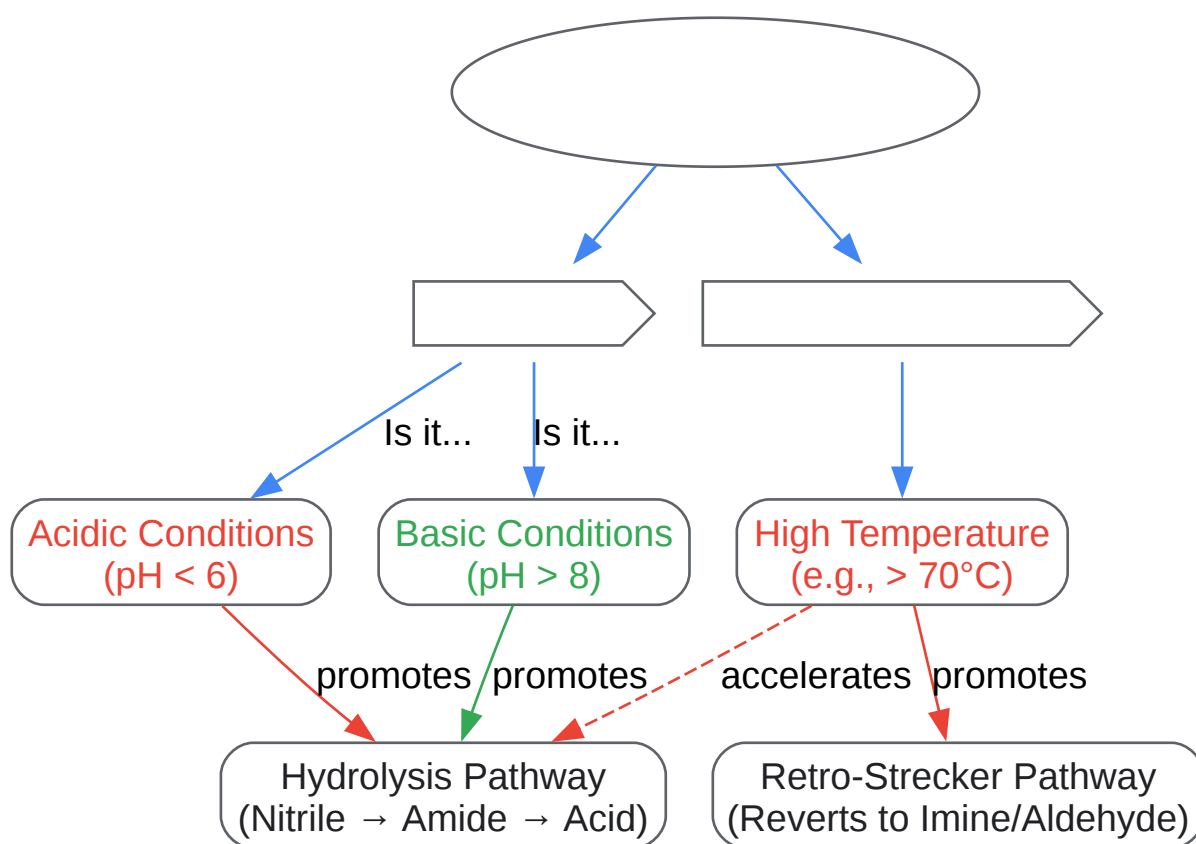 Is it...
Is it...
Acidic Conditions
(pH < 6)
Basic Conditions
(pH > 8)
High Temperature
(e.g., > 70°C)
promotes
promotes
accelerates
promotes
Hydrolysis Pathway
(Nitrile → Amide → Acid)
Retro-Strecker Pathway
(Reverts to Imine/Aldehyde)